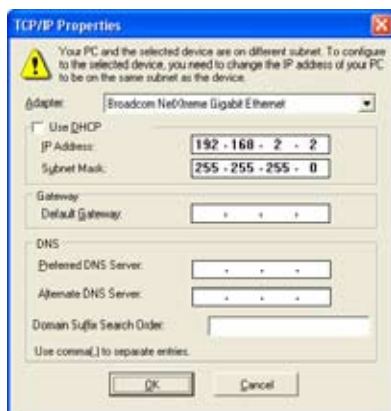 TCP/IP Properties
Your PC and the selected device are on different subnet. To configure
to the selected device, you need to change the IP address of your PC
to be on the same subnet as the device.
Adapter: Broadcom NetXtreme Gigabit Ethernet
Use DHCP
IP Address: 192 . 168 . 2 . 2
Subnet Mask: 255 . 255 . 255 . 0
Gateway
Default Gateway: . . .
DNS
Preferred DNS Server: . . .
Alternate DNS Server: . . .
Domain Suffix Search Order:
Use comma(,) to separate entries.
OK Cancel